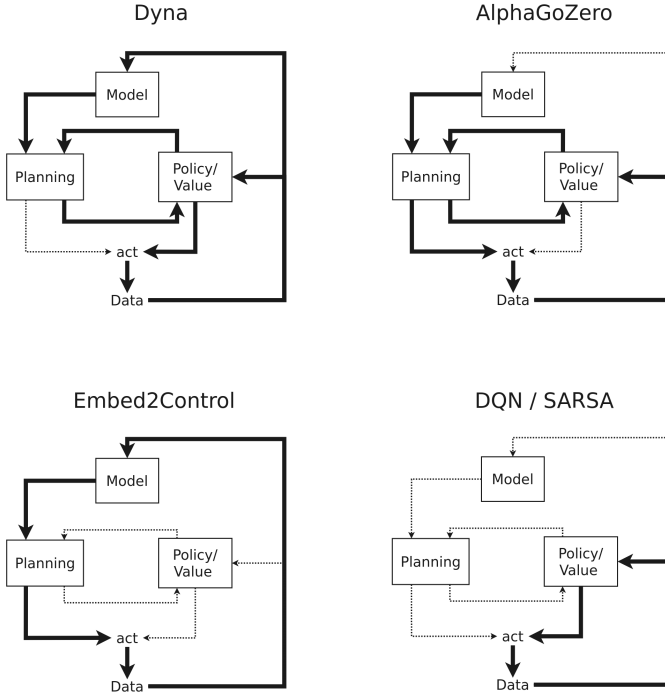 Dyna
Model
Planning
Policy/
Value
act
Data
AlphaGoZero
Model
Planning
Policy/
Value
act
Data
Embed2Control
Model
Planning
Policy/
Value
act
Data
DQN / SARSA
Model
Planning
Policy/
Value
act
Data